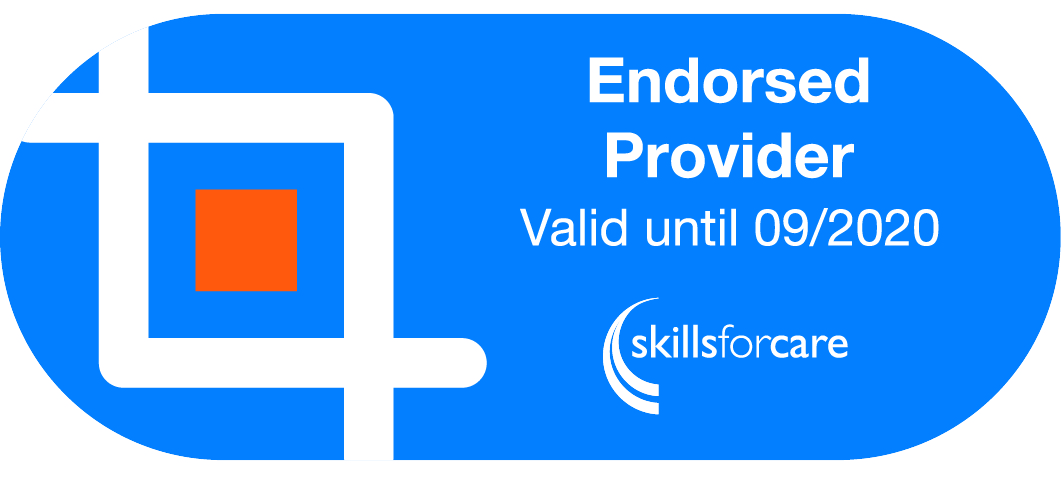 Endorsed
Provider
Valid until 09/2020
skillsforcare